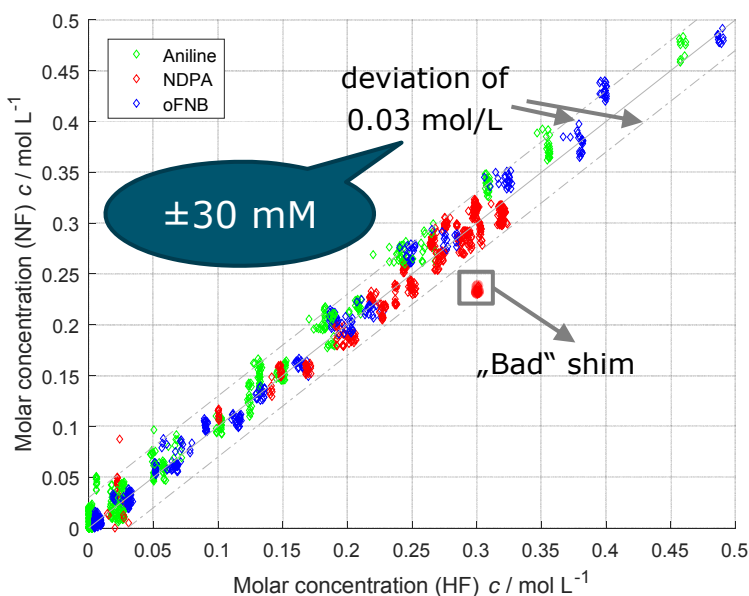 0.5
0.45
0.4
0.35
0.3
0.25
0.2
0.15
0.1
0.05
0
Molar concentration (NF) c / mol L⁻¹
Aniline
NDPA
oFNB
deviation of
0.03 mol/L
±30 mM
„Bad“ shim
0 0.05 0.1 0.15 0.2 0.25 0.3 0.35 0.4 0.45 0.5
Molar concentration (HF) c / mol L⁻¹